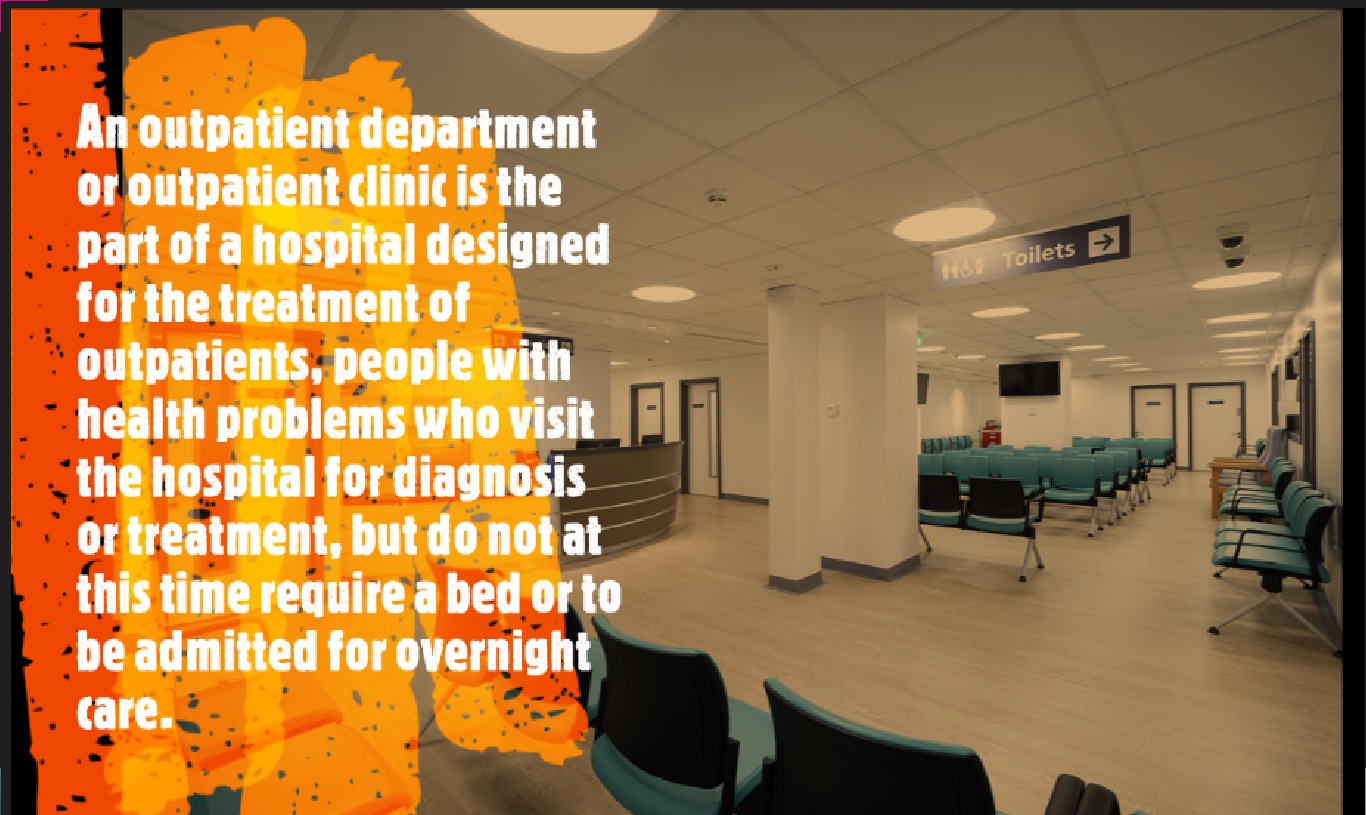 An outpatient department
or outpatient clinic is the
part of a hospital designed
for the treatment of
outpatients, people with
health problems who visit
the hospital for diagnosis
or treatment, but do not at
this time require a bed or to
be admitted for overnight
care.
Toilets